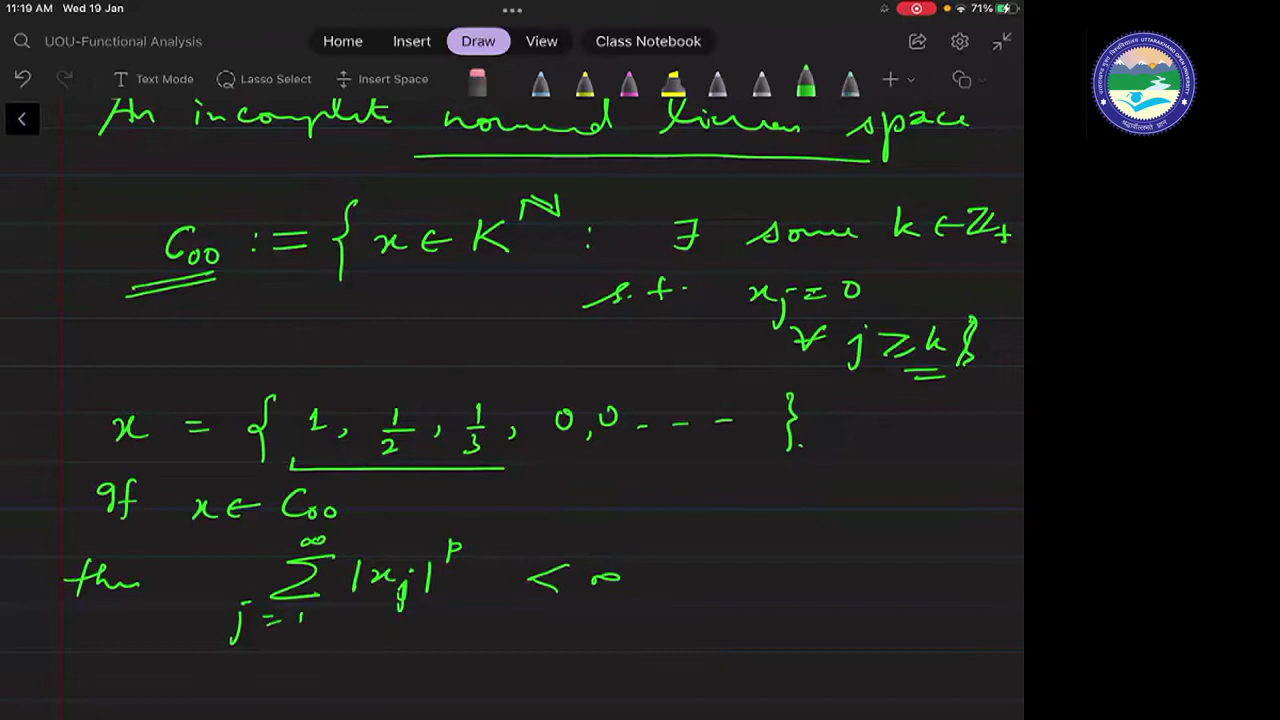 11:19 AM Wed 19 Jan
71%
UOU-Functional Analysis
Home Insert Draw View Class Notebook
Text Mode Lasso Select Insert Space
An incomplete normed linear space
C₀₀ := { x ∈ K^ℕ : ∃ some k ∈ ℤ₊
s.t. x_j = 0
∀ j ≥ k }
x = { 1, 1/2, 1/3, 0, 0 - - - }.
If x ∈ C₀₀
then ∑_{j=1}^{∞} |x_j|^p < ∞